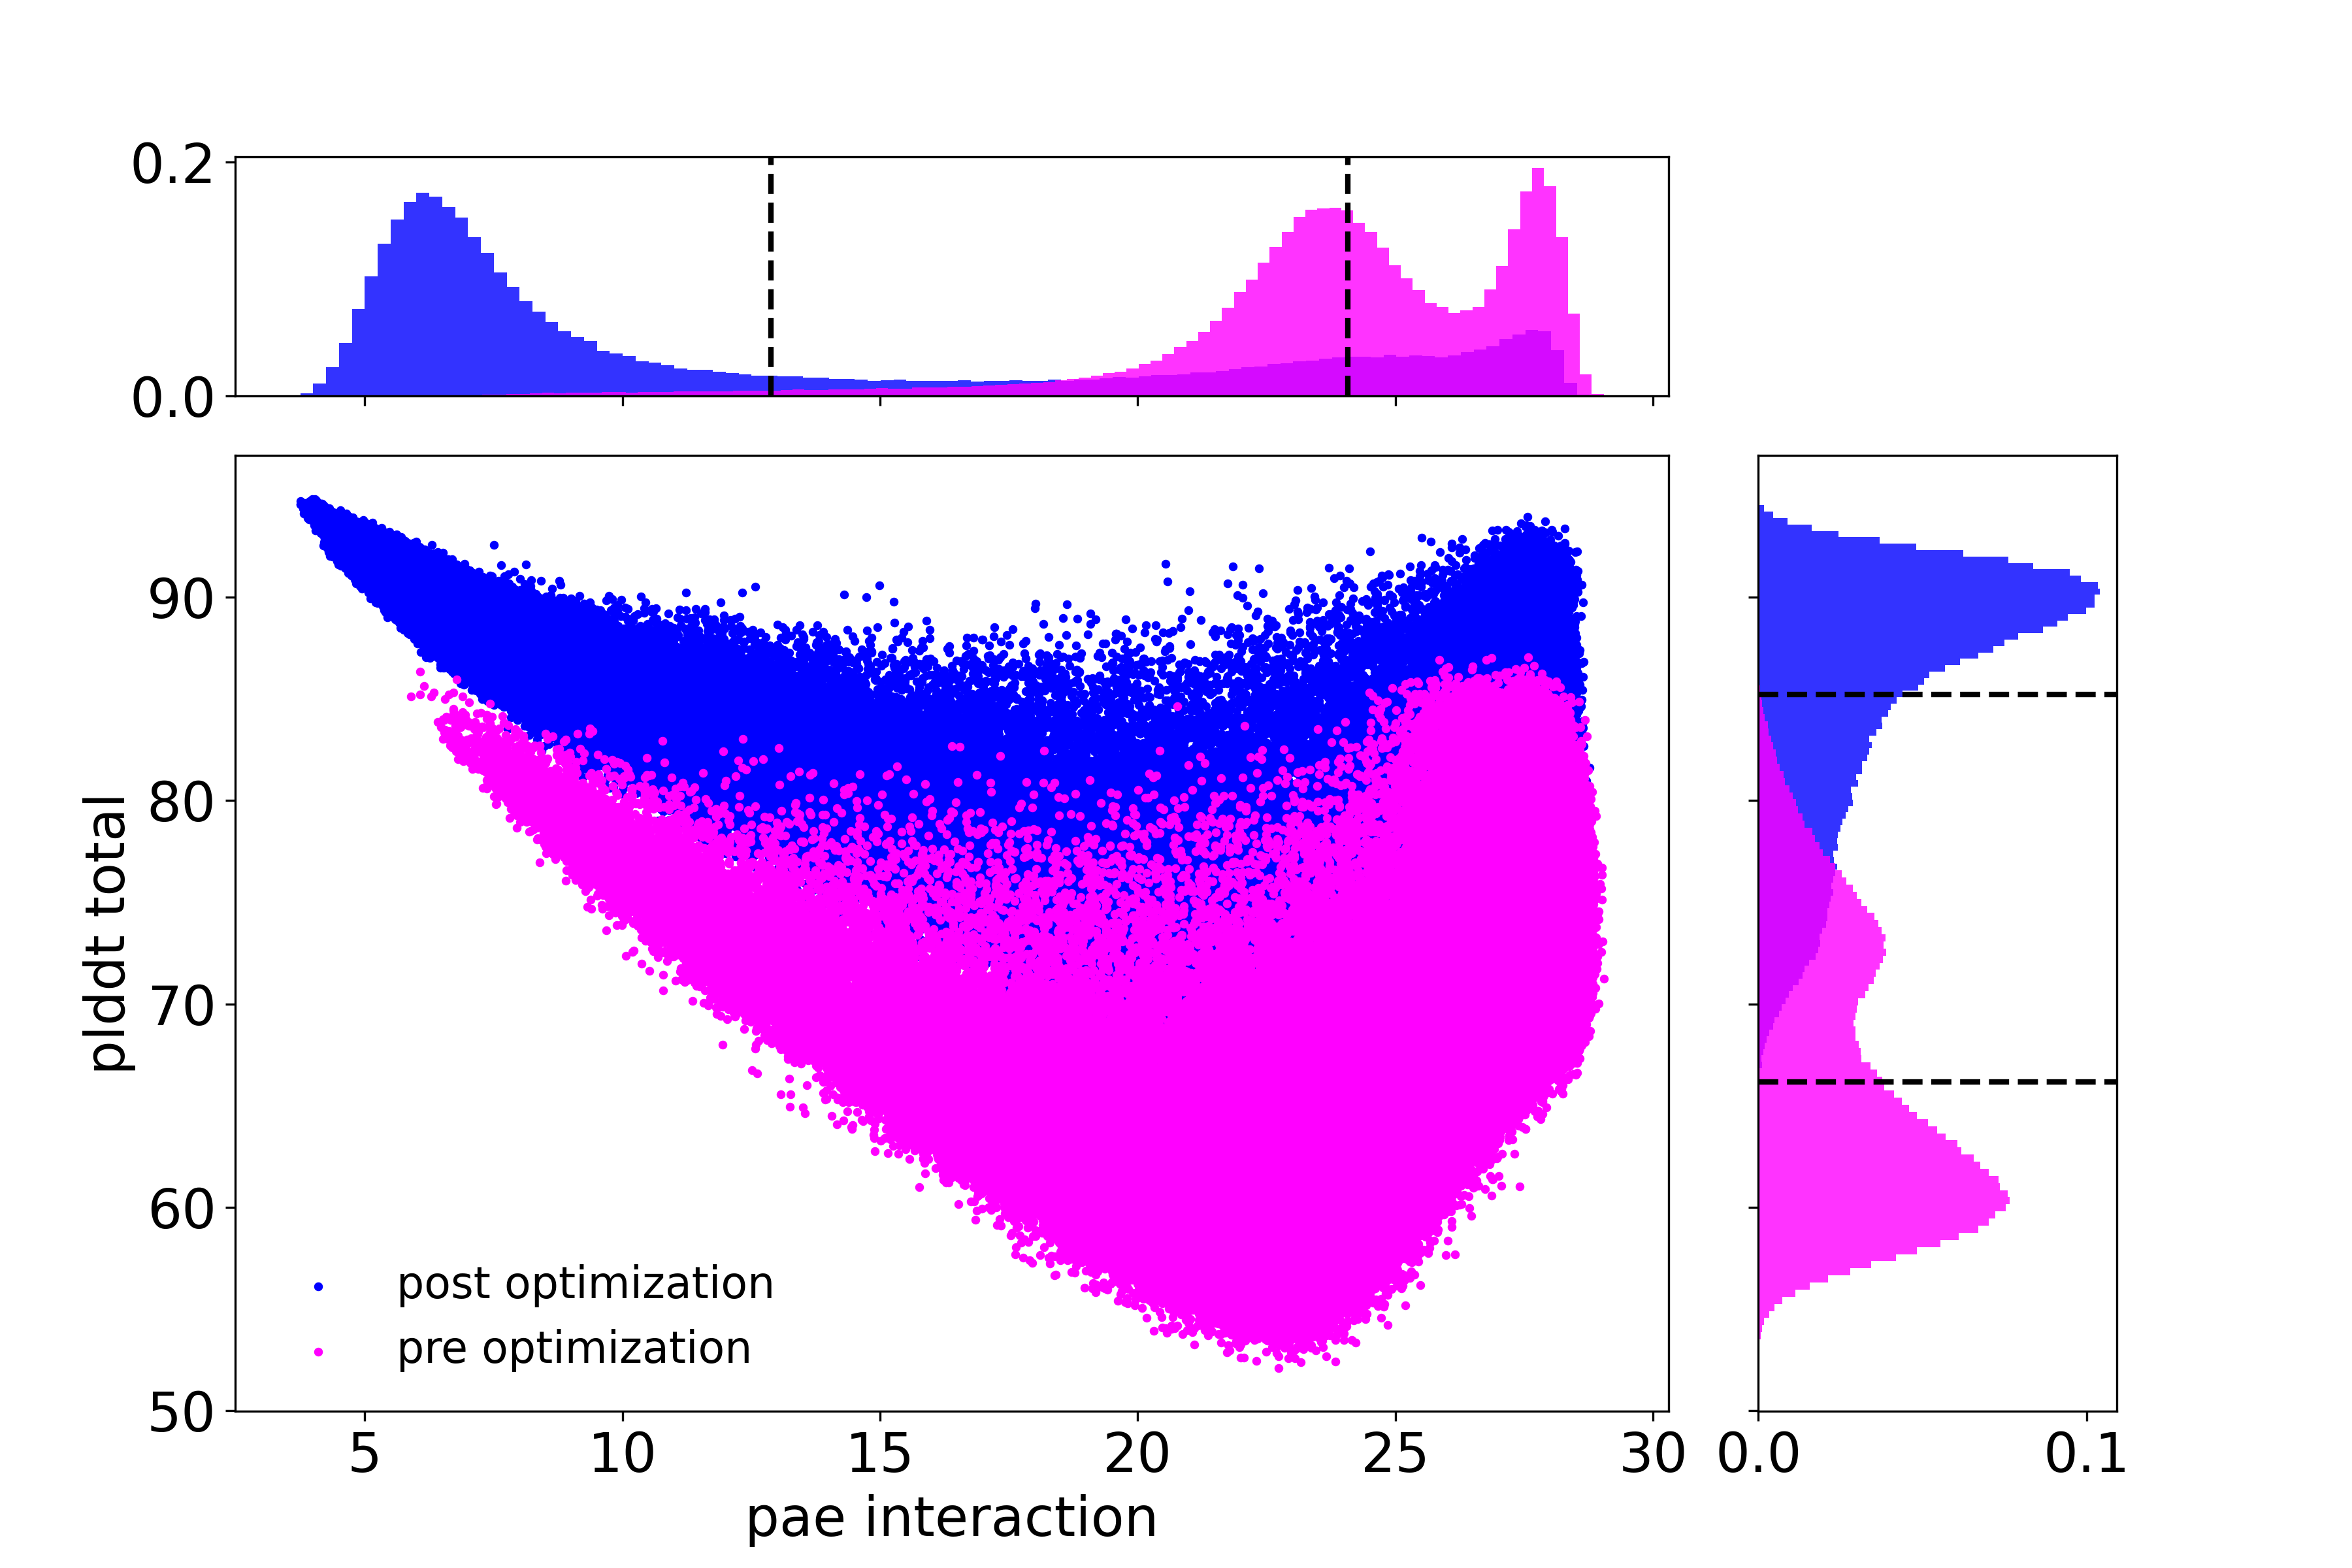 0.2
0.0
90
80
70
60
50
pldd​t total
post optimization
pre optimization
5 10 15 20 25 30
0.0 0.1
pae interaction